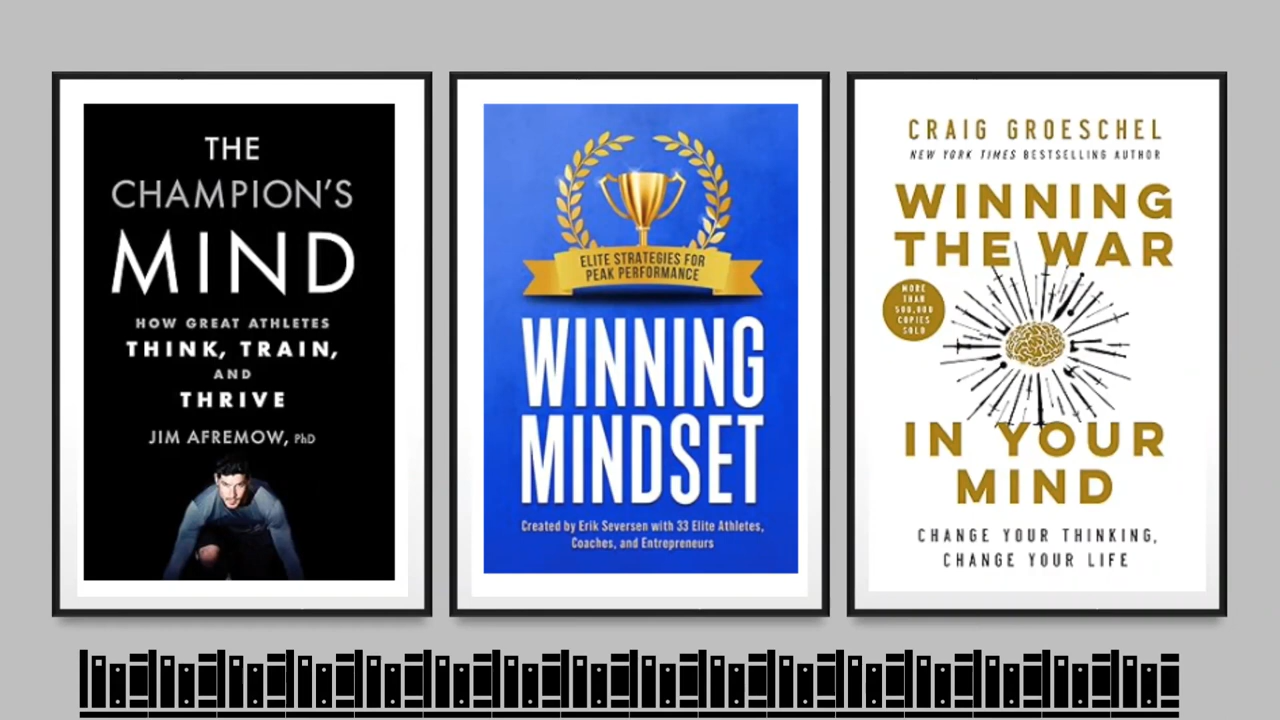 THE
CHAMPION'S
MIND
HOW GREAT ATHLETES
THINK, TRAIN,
AND
THRIVE
JIM AFREMOW, PhD
ELITE STRATEGIES FOR
PEAK PERFORMANCE
WINNING
MINDSET
Created by Erik Seversen with 33 Elite Athletes,
Coaches, and Entrepreneurs
CRAIG GROESCHEL
NEW YORK TIMES BESTSELLING AUTHOR
WINNING
THE WAR
MORE
THAN
500,000
COPIES
SOLD
IN YOUR
MIND
CHANGE YOUR THINKING,
CHANGE YOUR LIFE